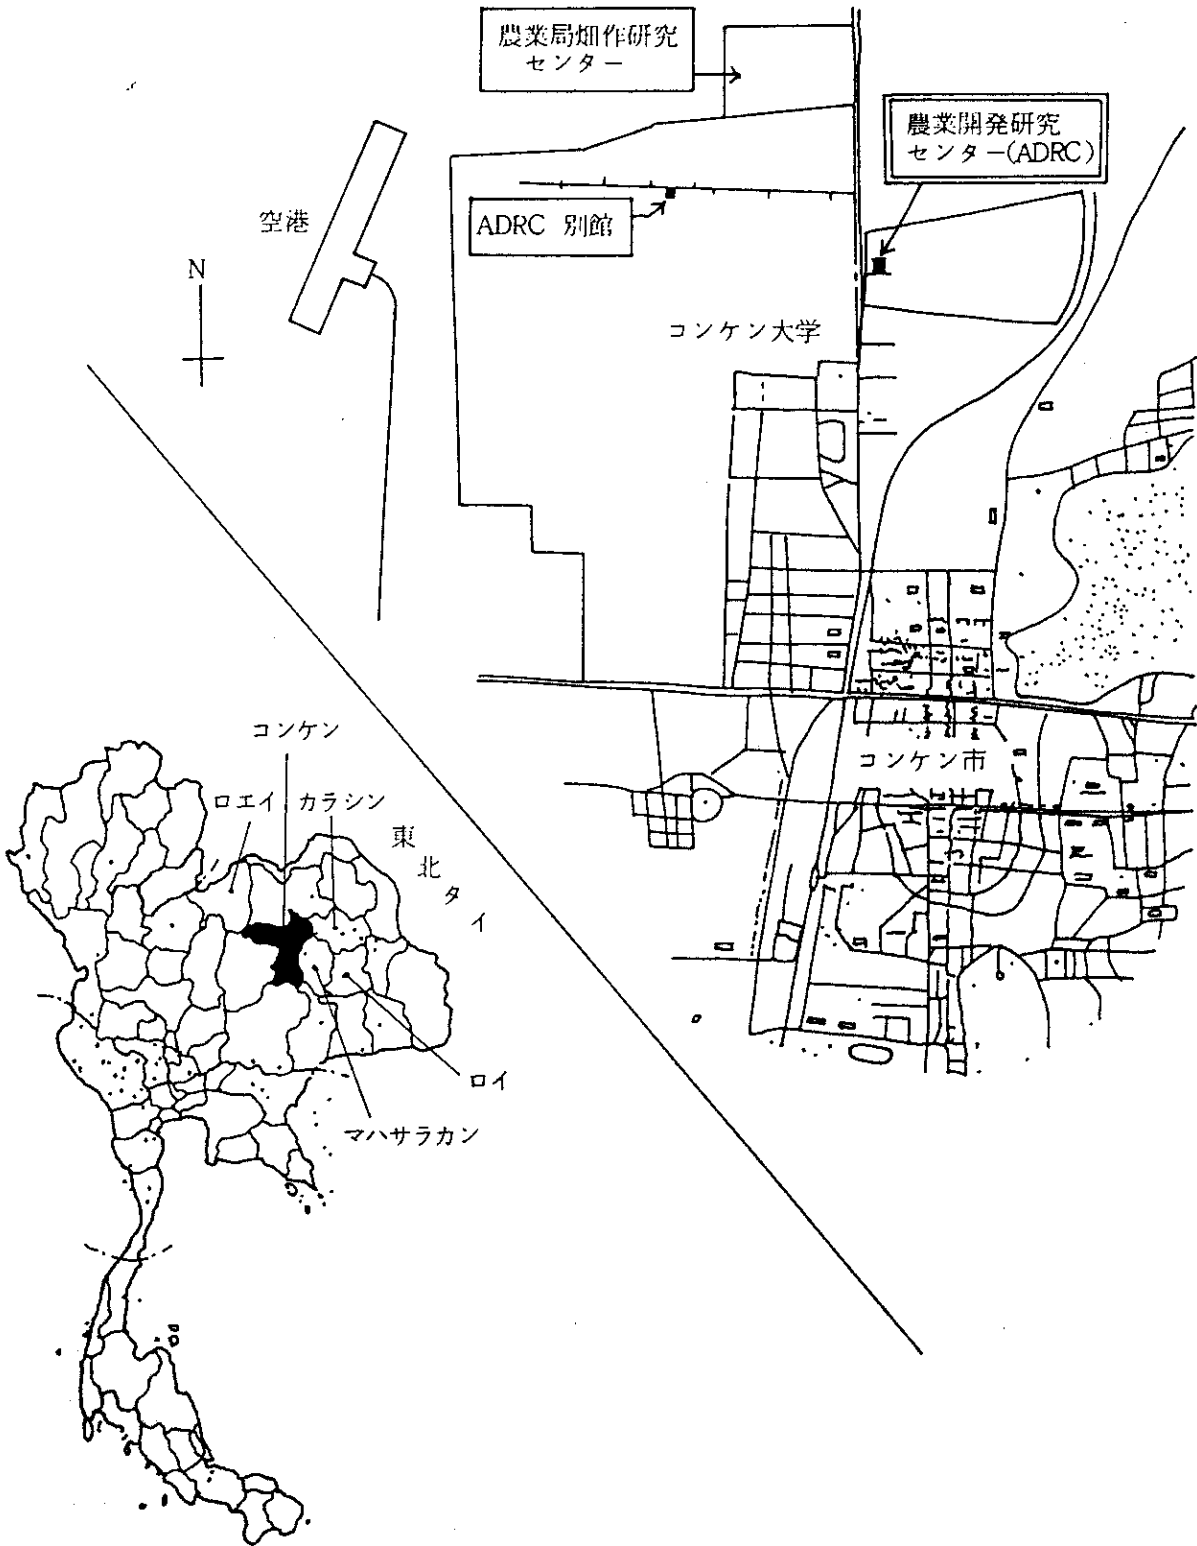 農業局畑作研究
センター
農業開発研究
センター(ADRC)
空港
ADRC 別館
N
コンケン大学
コンケン
コンケン市
ロエイ
カラシン
東北タイ
ロイ
マハサラカン